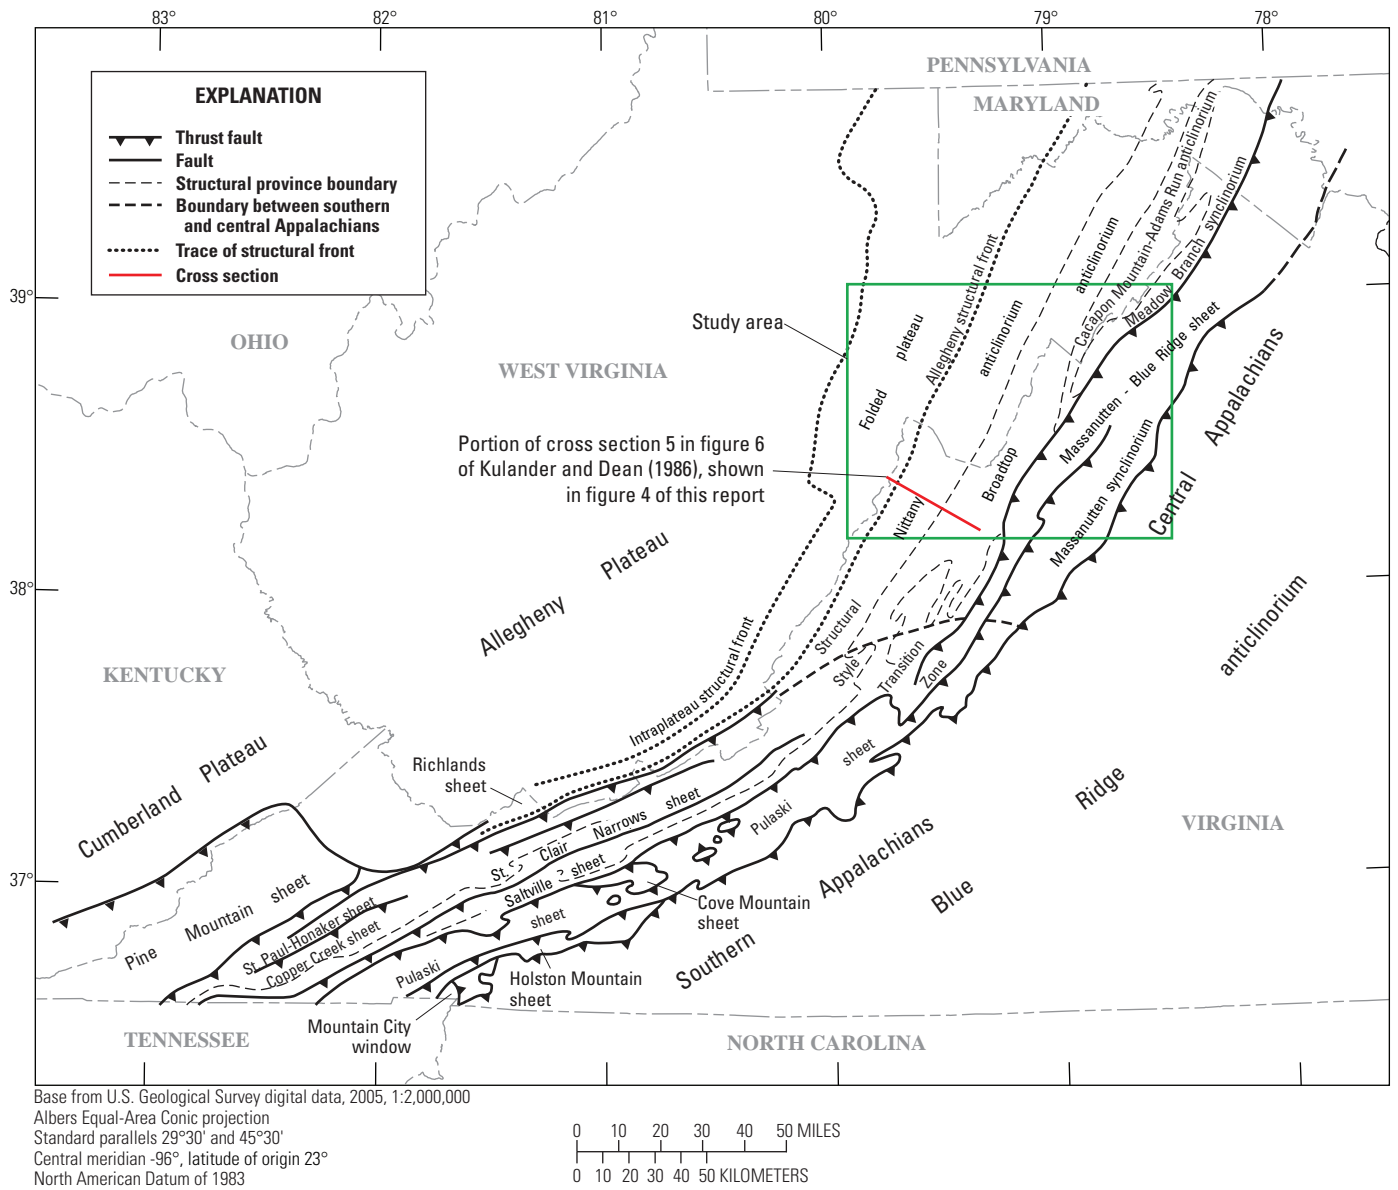 83°
82°
81°
80°
79°
78°
EXPLANATION
Thrust fault
Fault
Structural province boundary
Boundary between southern
and central Appalachians
Trace of structural front
Cross section
PENNSYLVANIA
MARYLAND
OHIO
WEST VIRGINIA
KENTUCKY
VIRGINIA
TENNESSEE
NORTH CAROLINA
39°
38°
37°
Study area
Portion of cross section 5 in figure 6
of Kulander and Dean (1986), shown
in figure 4 of this report
Folded plateau
Allegheny structural front
Nittany anticlinorium
Broadtop
anticlinorium
Cacapon Mountain-Adams Run anticlinorium
Meadow Branch synclinorium
Massanutten - Blue Ridge sheet
Massanutten synclinorium
Central Appalachians
Allegheny Plateau
Structural
Style
Transition
Zone
Intraplateau structural front
Richlands
sheet
Cumberland Plateau
Pine Mountain sheet
St. Paul-Honaker sheet
Copper Creek sheet
St. Clair
Narrows sheet
Saltville sheet
Pulaski sheet
Pulaski sheet
Cove Mountain
sheet
Holston Mountain
sheet
Mountain City
window
Southern Appalachians
Blue Ridge anticlinorium
Base from U.S. Geological Survey digital data, 2005, 1:2,000,000
Albers Equal-Area Conic projection
Standard parallels 29°30' and 45°30'
Central meridian -96°, latitude of origin 23°
North American Datum of 1983
0 10 20 30 40 50 MILES
0 10 20 30 40 50 KILOMETERS